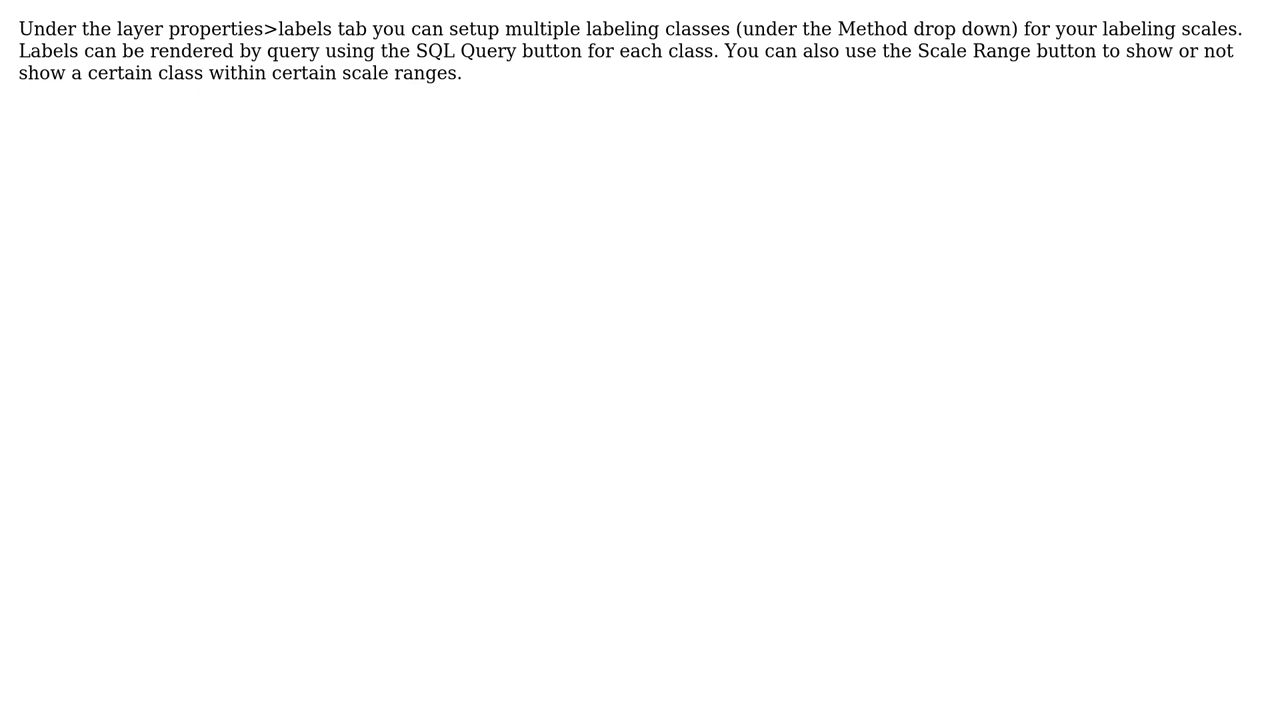 Under the layer properties>labels tab you can setup multiple labeling classes (under the Method drop down) for your labeling scales.
Labels can be rendered by query using the SQL Query button for each class. You can also use the Scale Range button to show or not
show a certain class within certain scale ranges.